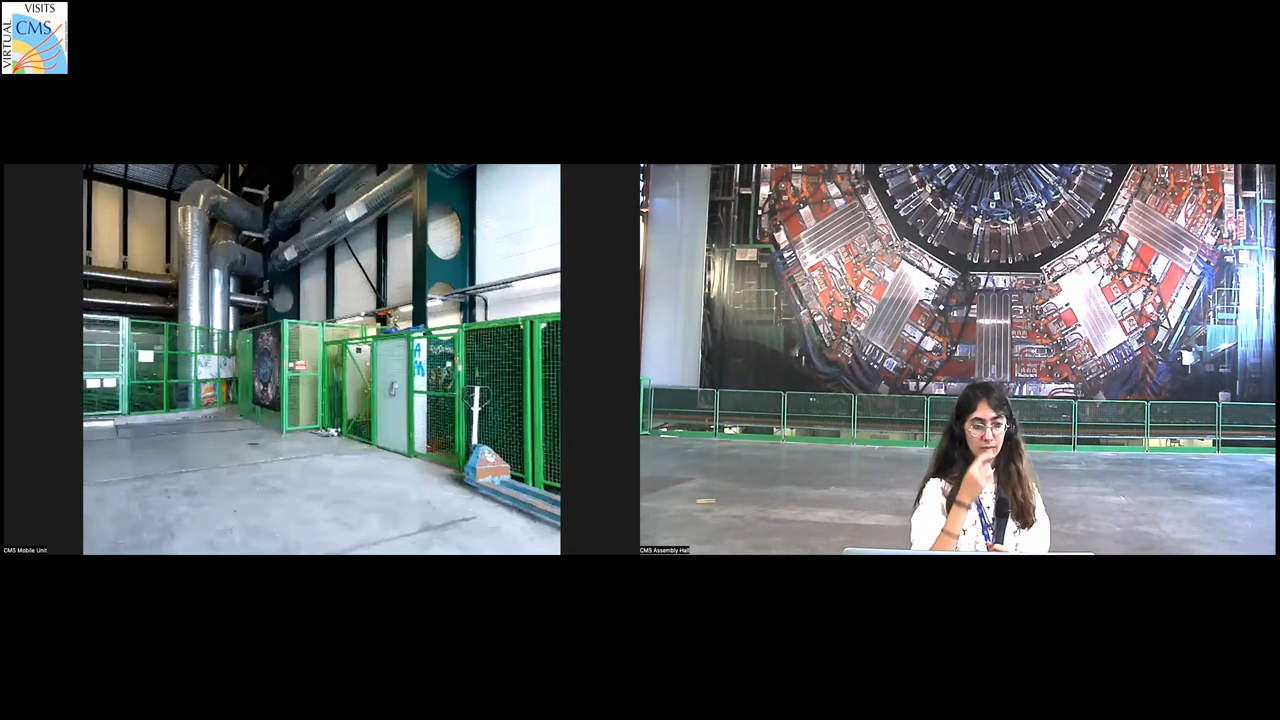 VISITS
VIRTUAL
CMS
CMS Mobile Unit
CMS Assembly Hall